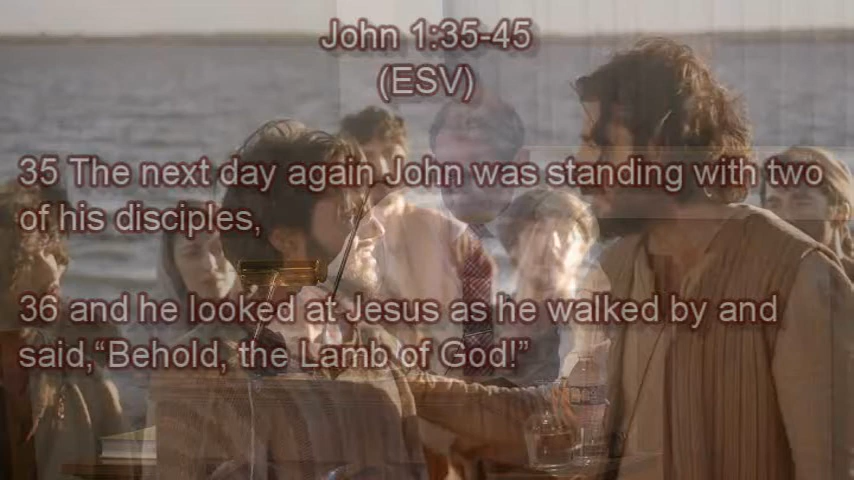 John 1:35-45
(ESV)
35 The next day again John was standing with two
of his disciples,
36 and he looked at Jesus as he walked by and
said,“Behold, the Lamb of God!”